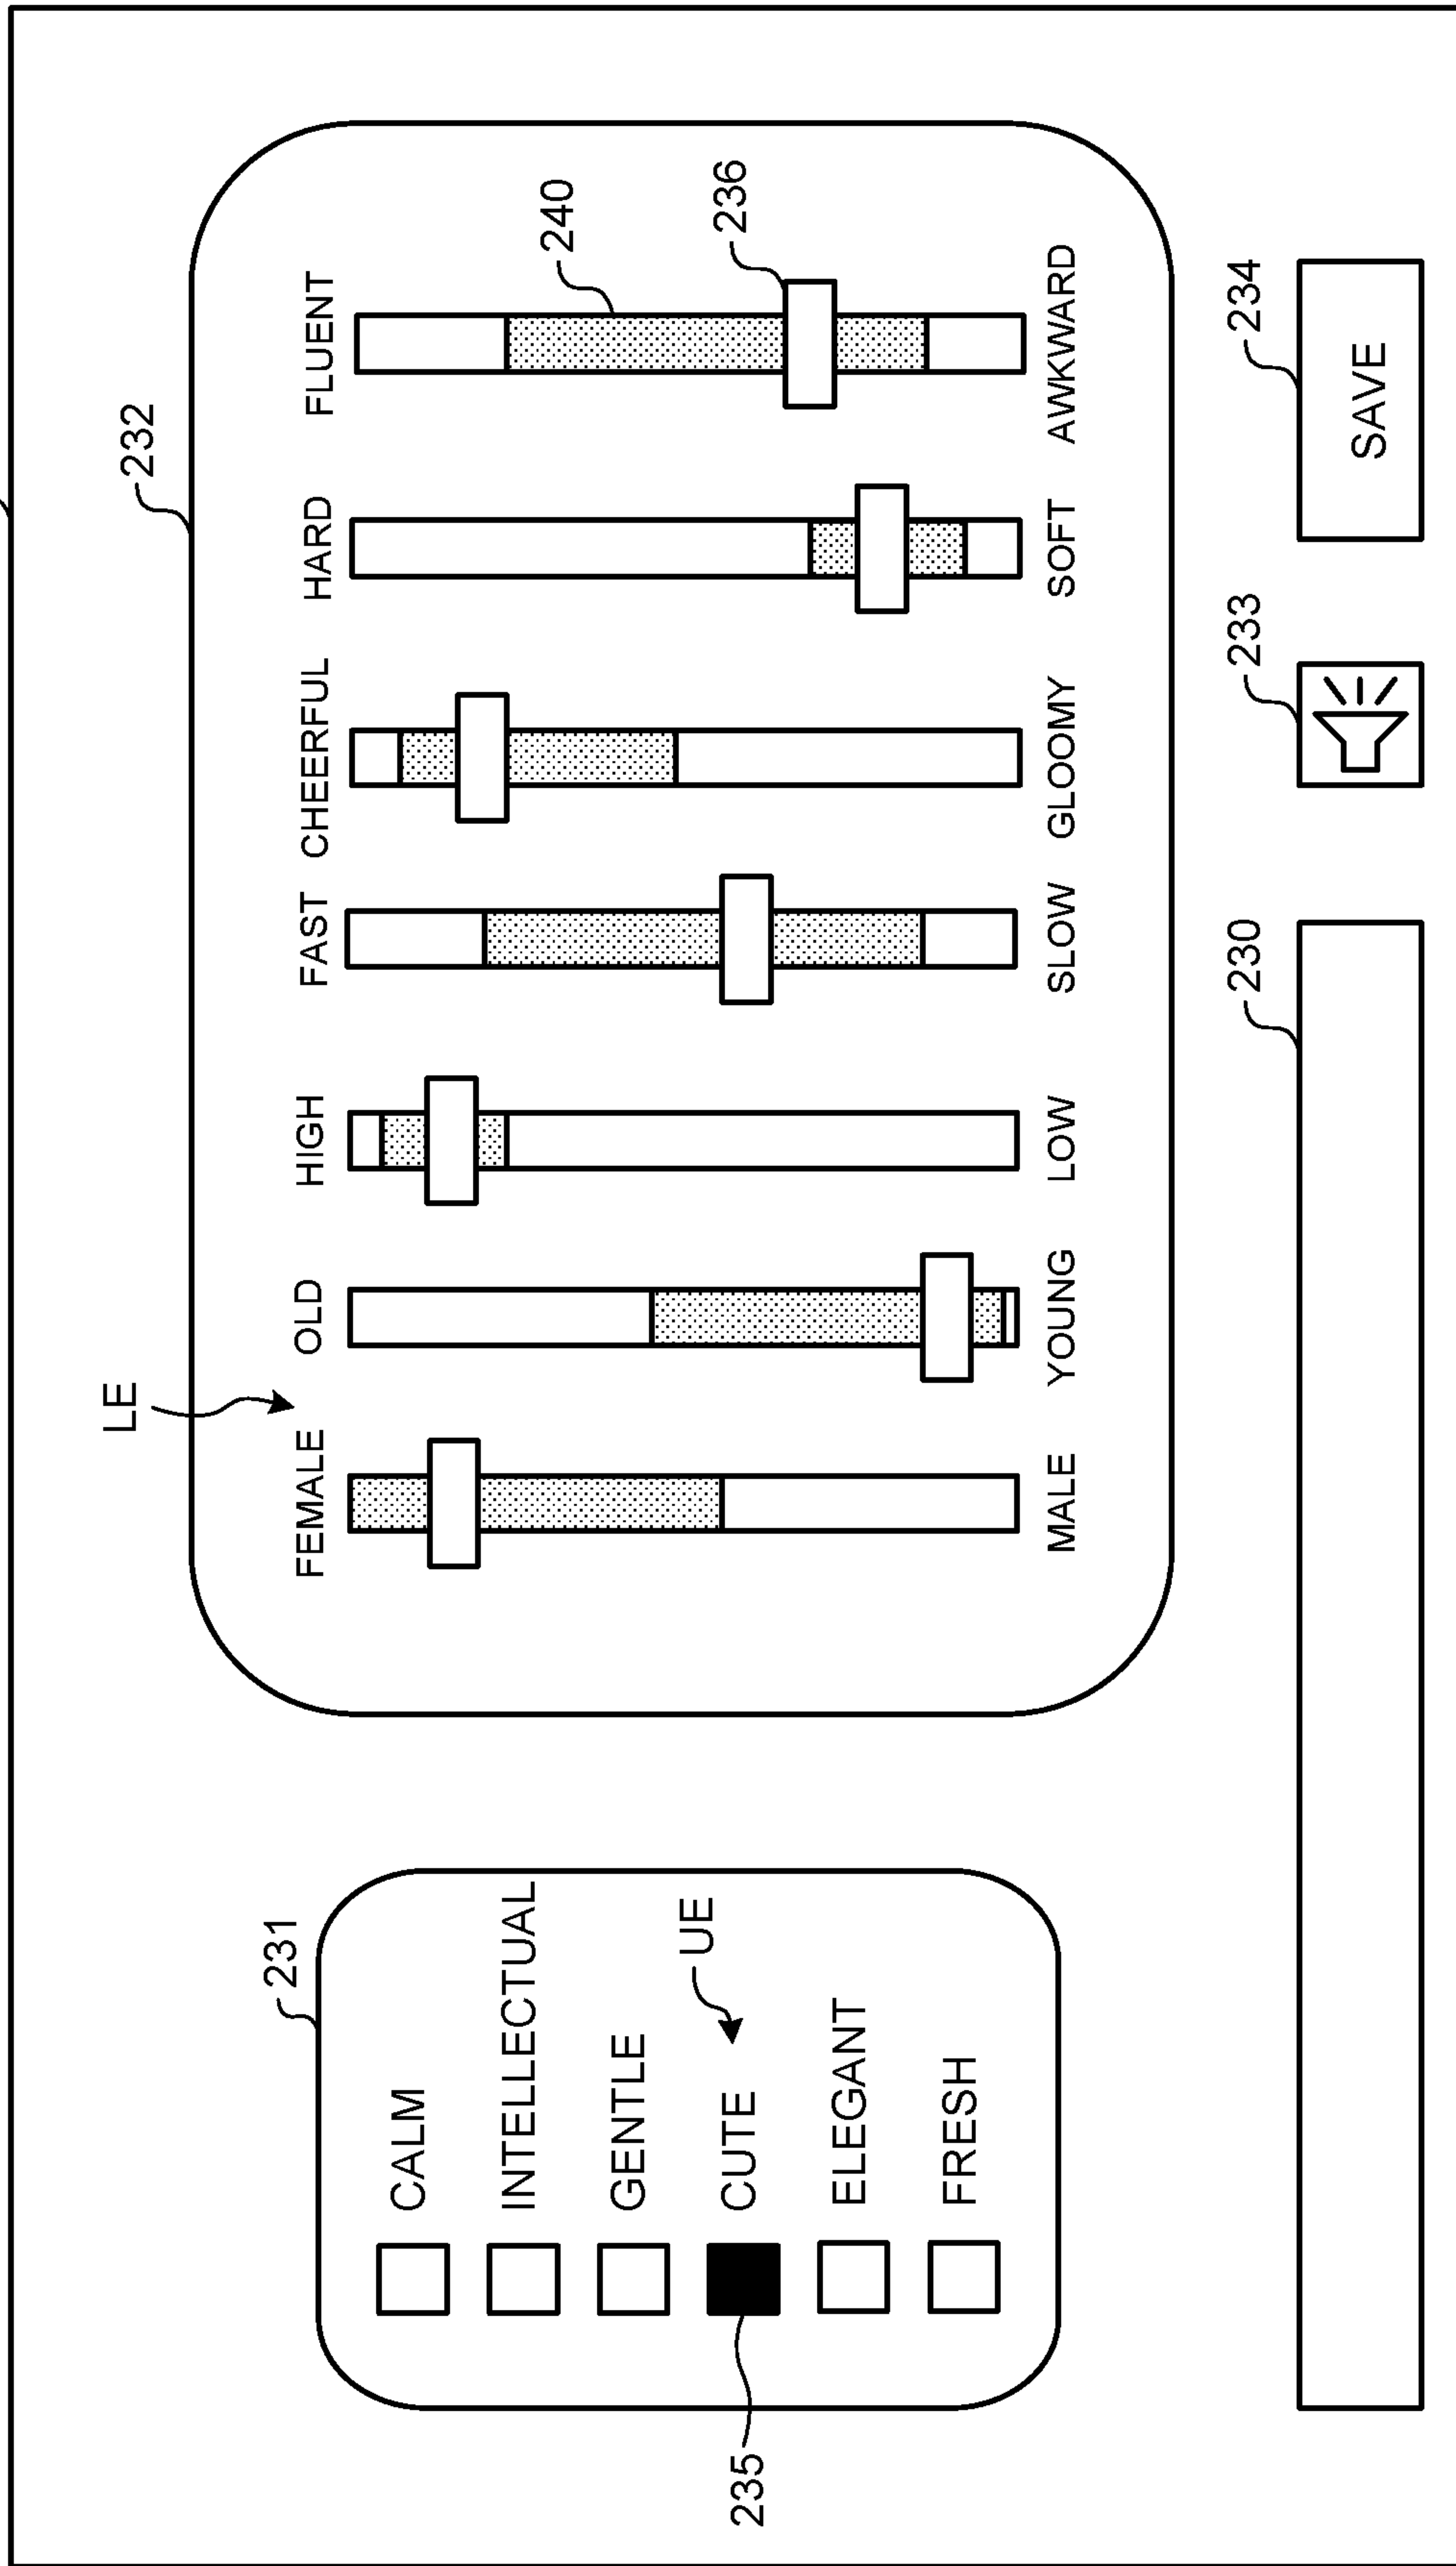 232
LE
FEMALE OLD HIGH FAST CHEERFUL HARD FLUENT
240
236
MALE YOUNG LOW SLOW GLOOMY SOFT AWKWARD
231
CALM
INTELLECTUAL
GENTLE
CUTE
UE
ELEGANT
FRESH
235
230
233
234
SAVE